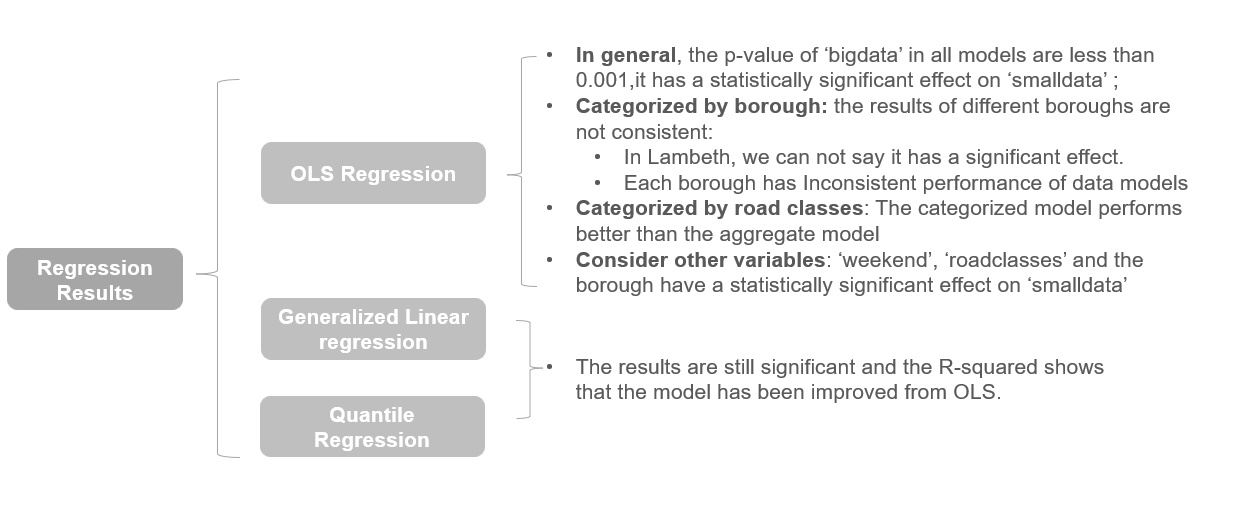 Regression
Results
OLS Regression
• In general, the p-value of ‘bigdata’ in all models are less than
0.001,it has a statistically significant effect on ‘smalldata’ ;
• Categorized by borough: the results of different boroughs are
not consistent:
• In Lambeth, we can not say it has a significant effect.
• Each borough has Inconsistent performance of data models
• Categorized by road classes: The categorized model performs
better than the aggregate model
• Consider other variables: ‘weekend’, ‘roadclasses’ and the
borough have a statistically significant effect on ‘smalldata’
Generalized Linear
regression
Quantile
Regression
• The results are still significant and the R-squared shows
that the model has been improved from OLS.